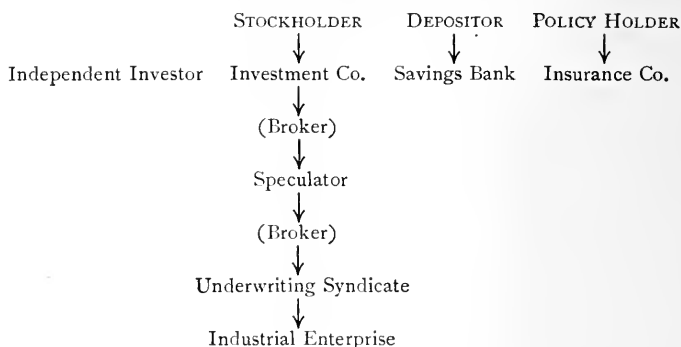 STOCKHOLDER DEPOSITOR POLICY HOLDER
Independent Investor Investment Co. Savings Bank Insurance Co.
(Broker)
Speculator
(Broker)
Underwriting Syndicate
Industrial Enterprise